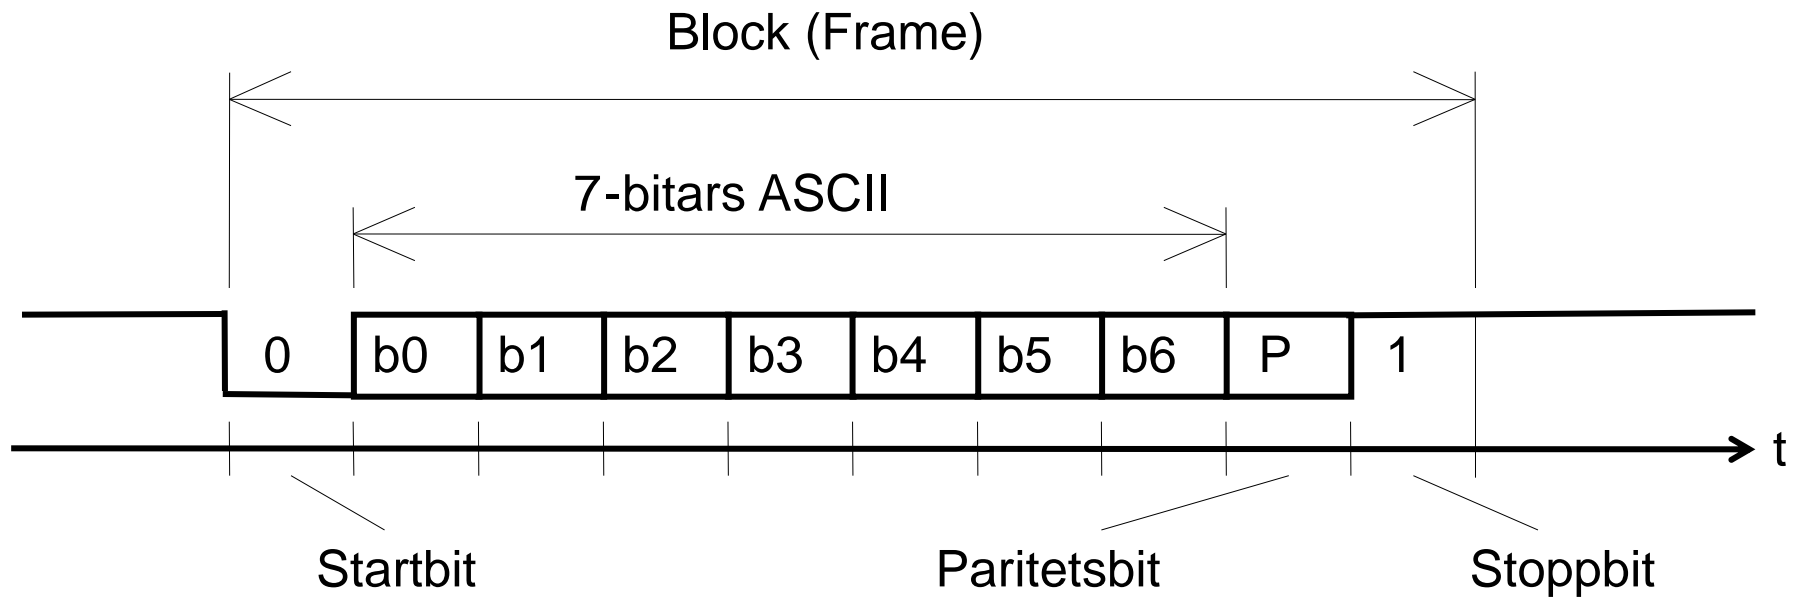 Block (Frame)
7-bitars ASCII
0 b0 b1 b2 b3 b4 b5 b6 P 1
t
Startbit Paritetsbit Stoppbit